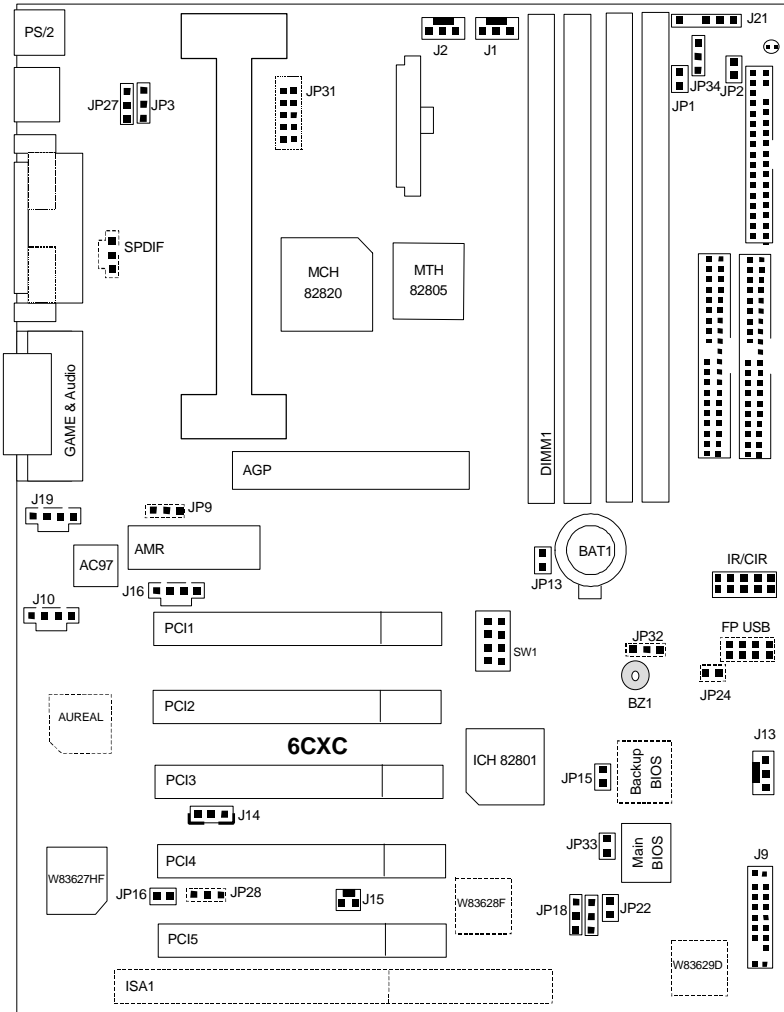 PS/2
J2
J1
J21
JP27
JP3
JP31
JP34
JP1
JP2
SPDIF
MCH
82820
MTH
82805
GAME & Audio
DIMM1
AGP
J19
JP9
AMR
AC97
BAT1
IR/CIR
J16
JP13
J10
PCI1
SW1
FP USB
JP32
JP24
BZ1
PCI2
AUREAL
6CXC
ICH 82801
J13
PCI3
JP15
Backup
BIOS
J14
JP33
Main
BIOS
PCI4
J9
W83627HF
JP16
JP28
J15
W83628F
JP18
JP22
PCI5
W83629D
ISA1